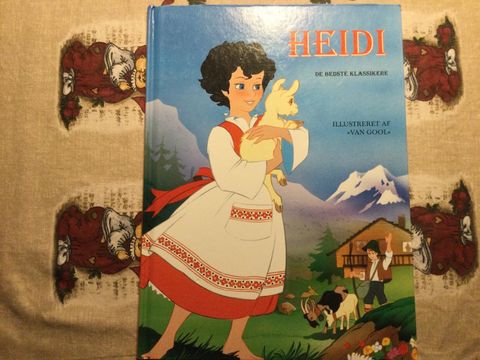 HEIDI
DE BEDSTE KLASSIKERE
ILLUSTRERET AF
»VAN GOOL«